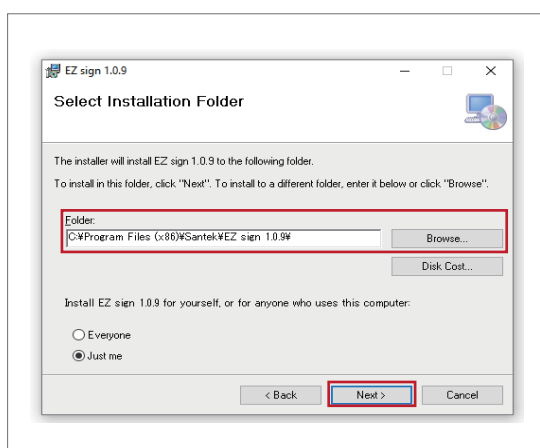 EZ sign 1.0.9
Select Installation Folder
The installer will install EZ sign 1.0.9 to the following folder.
To install in this folder, click "Next". To install to a different folder, enter it below or click "Browse".
Folder:
C:¥Program Files (x86)¥Santek¥EZ sign 1.0.9¥
Browse...
Disk Cost...
Install EZ sign 1.0.9 for yourself, or for anyone who uses this computer:
Everyone
Just me
< Back Next > Cancel